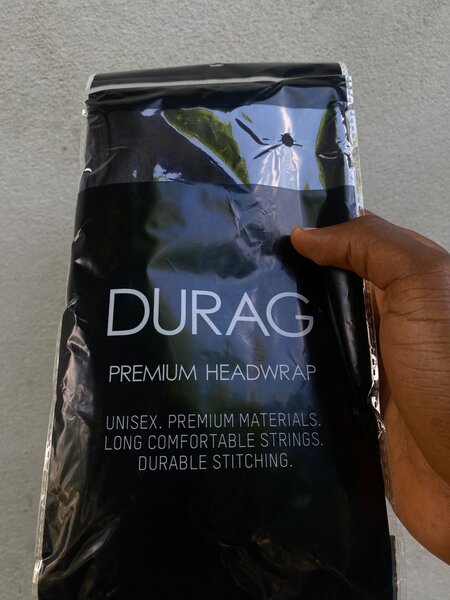 DURAG
PREMIUM HEADWRAP
UNISEX. PREMIUM MATERIALS.
LONG COMFORTABLE STRINGS.
DURABLE STITCHING.